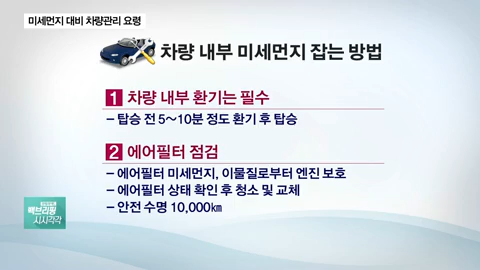 미세먼지 대비 차량관리 요령
차량 내부 미세먼지 잡는 방법
1 차량 내부 환기는 필수
- 탑승 전 5~10분 정도 환기 후 탑승
2 에어필터 점검
- 에어필터 미세먼지, 이물질로부터 엔진 보호
- 에어필터 상태 확인 후 청소 및 교체
- 안전 수명 10,000㎞
백브리핑
시시각각